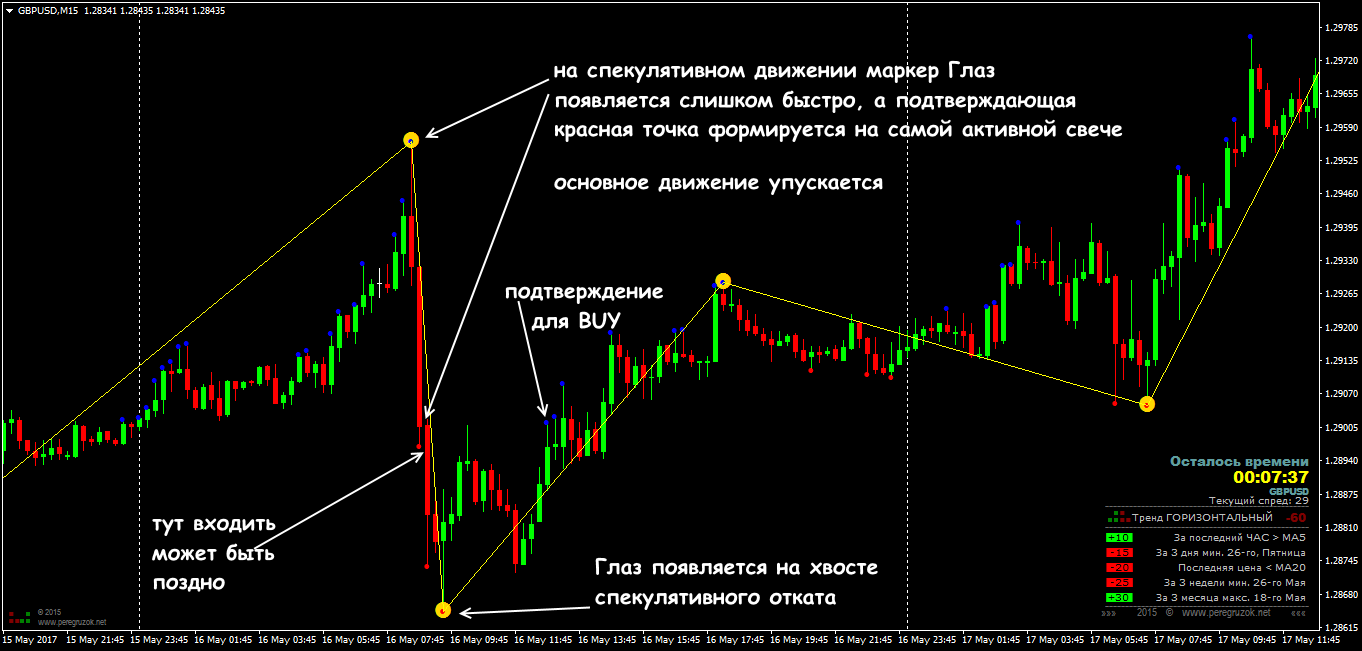 GBPUSD,M15 1.28341 1.28435 1.28341 1.28435
на спекулятивном движении маркер Глаз
появляется слишком быстро, а подтверждающая
красная точка формируется на самой активной свече
основное движение упускается
подтверждение
для BUY
тут входить
может быть
поздно
Глаз появляется на хвосте
спекулятивного отката
1.29785
1.29720
1.29655
1.29590
1.29525
1.29460
1.29395
1.29330
1.29265
1.29200
1.29135
1.29070
1.29005
1.28940
1.28875
1.28810
1.28745
1.28680
1.28615
Осталось времени
00:07:37
GBPUSD
Текущий спред: 29
Тренд ГОРИЗОНТАЛЬНЫЙ -60
+10 За последний ЧАС > MA5
-15 За 3 дня мин. 26-го, Пятница
-20 Последняя цена < MA20
-25 За 3 недели мин. 26-го Мая
+30 За 3 месяца макс. 18-го Мая
»»» 2015 © www.peregruzok.net «««
© 2015
www.peregruzok.net
15 May 2017 15 May 21:45 15 May 23:45 16 May 01:45 16 May 03:45 16 May 05:45 16 May 07:45 16 May 09:45 16 May 11:45 16 May 13:45 16 May 15:45 16 May 17:45 16 May 19:45 16 May 21:45 16 May 23:45 17 May 01:45 17 May 03:45 17 May 05:45 17 May 07:45 17 May 09:45 17 May 11:45